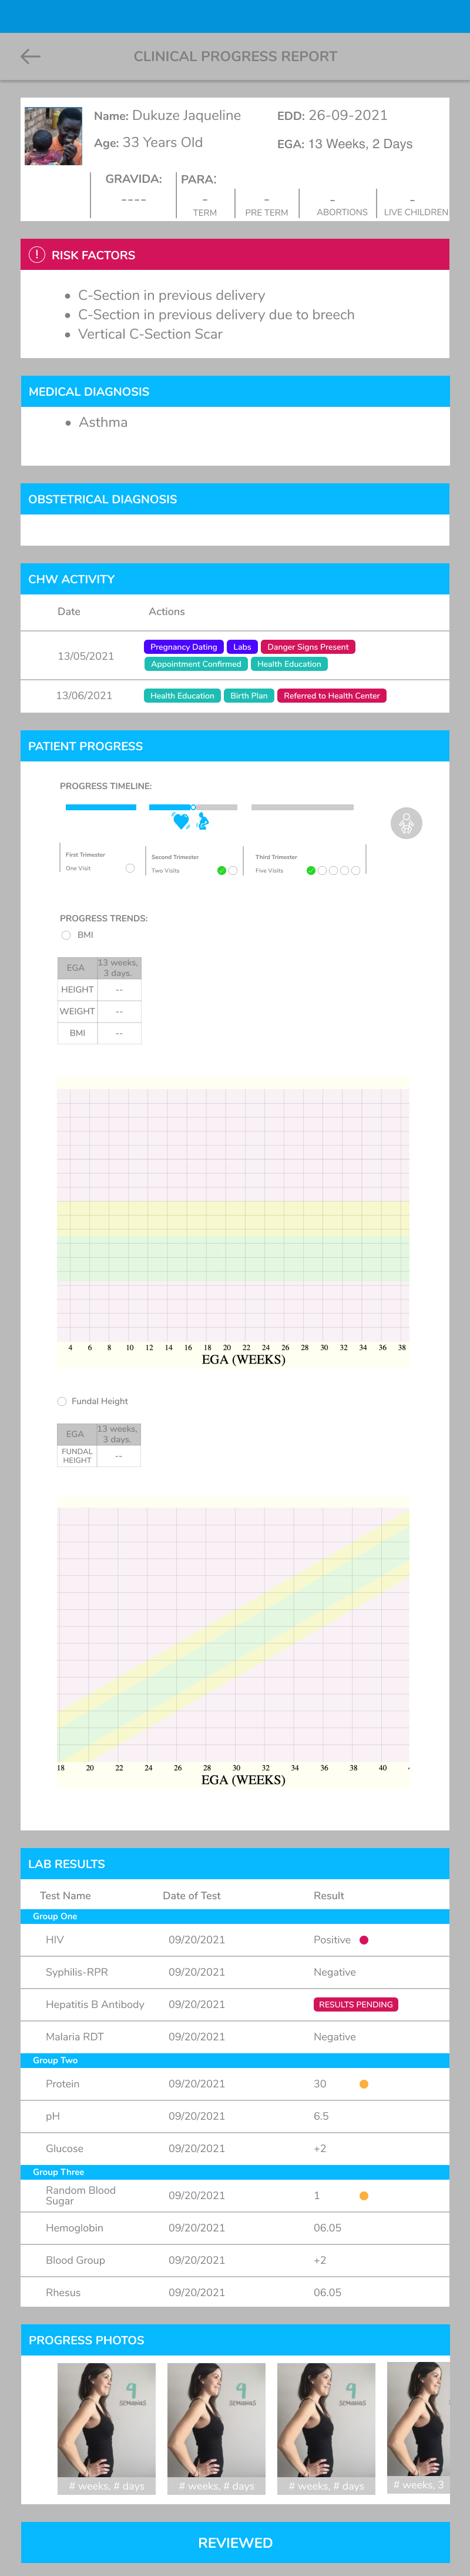 CLINICAL PROGRESS REPORT
Name: Dukuze Jaqueline
EDD: 26-09-2021
Age: 33 Years Old
EGA: 13 Weeks, 2 Days
GRAVIDA:
PARA:
----
- - - -
TERM PRE TERM ABORTIONS LIVE CHILDREN
! RISK FACTORS
• C-Section in previous delivery
• C-Section in previous delivery due to breech
• Vertical C-Section Scar
MEDICAL DIAGNOSIS
• Asthma
OBSTETRICAL DIAGNOSIS
CHW ACTIVITY
Date Actions
13/05/2021
Pregnancy Dating Labs Danger Signs Present
Appointment Confirmed Health Education
13/06/2021 Health Education Birth Plan Referred to Health Center
PATIENT PROGRESS
PROGRESS TIMELINE:
First Trimester
One Visit
Second Trimester
Two Visits
Third Trimester
Five Visits
PROGRESS TRENDS:
BMI
EGA 13 weeks, 3 days.
HEIGHT --
WEIGHT --
BMI --
4 6 8 10 12 14 16 18 20 22 24 26 28 30 32 34 36 38
EGA (WEEKS)
Fundal Height
EGA 13 weeks, 3 days.
FUNDAL HEIGHT --
18 20 22 24 26 28 30 32 34 36 38 40
EGA (WEEKS)
LAB RESULTS
Test Name Date of Test Result
Group One
HIV 09/20/2021 Positive
Syphilis-RPR 09/20/2021 Negative
Hepatitis B Antibody 09/20/2021 RESULTS PENDING
Malaria RDT 09/20/2021 Negative
Group Two
Protein 09/20/2021 30
pH 09/20/2021 6.5
Glucose 09/20/2021 +2
Group Three
Random Blood Sugar 09/20/2021 1
Hemoglobin 09/20/2021 06.05
Blood Group 09/20/2021 +2
Rhesus 09/20/2021 06.05
PROGRESS PHOTOS
9 SEMANAS
9 SEMANAS
9 SEMANAS
9
# weeks, # days
# weeks, # days
# weeks, # days
# weeks, 3
REVIEWED